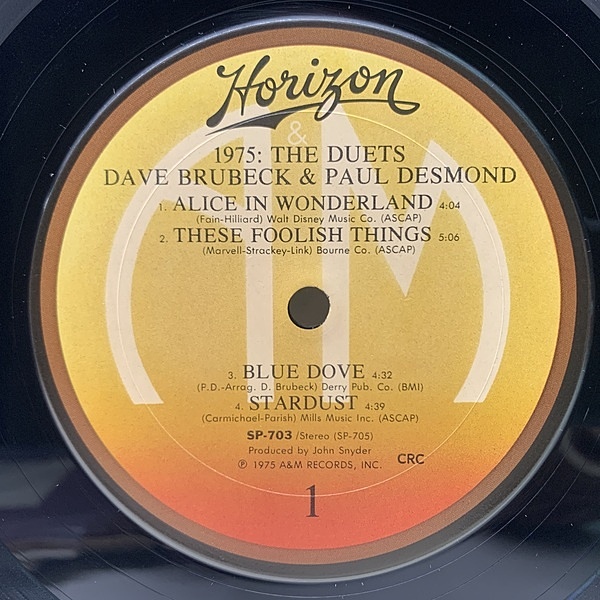 Horizon
&
1975: THE DUETS
DAVE BRUBECK & PAUL DESMOND
1. ALICE IN WONDERLAND 4:04
(Fain-Hilliard) Walt Disney Music Co. (ASCAP)
2. THESE FOOLISH THINGS 5:06
(Marvell-Strackey-Link) Bourne Co. (ASCAP)
AM
3. BLUE DOVE 4:32
(P.D.-Arrag. D. Brubeck) Derry Pub. Co. (BMI)
4. STARDUST 4:39
(Carmichael-Parish) Mills Music Inc. (ASCAP)
SP-703 /Stereo (SP-705)
Produced by John Snyder
℗ 1975 A&M RECORDS, INC. CRC
1